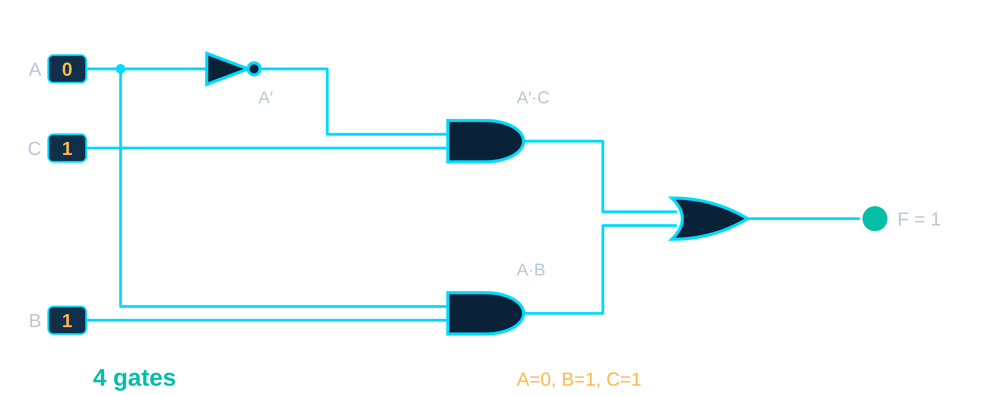 A 0
A′
A′·C
C 1
F = 1
A·B
B 1
4 gates
A=0, B=1, C=1